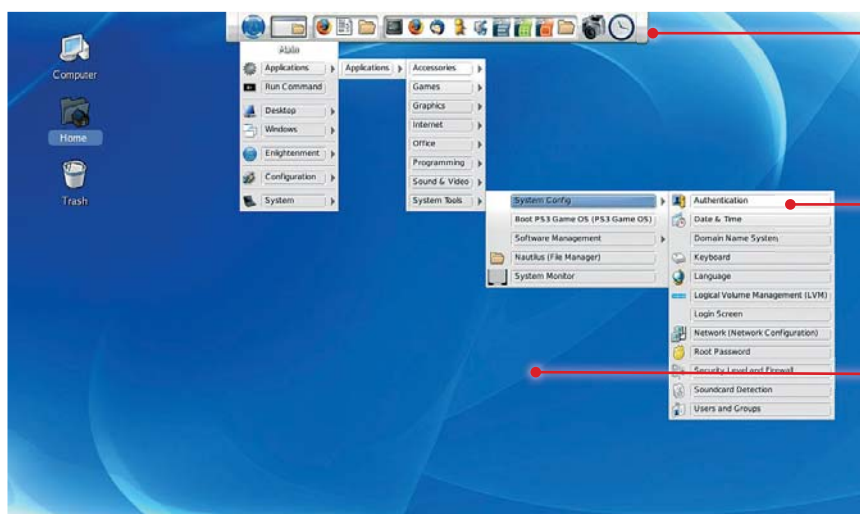 Computer
Home
Trash
Alain
Applications
Run Command
Desktop
Windows
Enlightenment
Configuration
System
Applications
Accessories
Games
Graphics
Internet
Office
Programming
Sound & Video
System Tools
System Config
Boot PS3 Game OS (PS3 Game OS)
Software Management
Nautilus (File Manager)
System Monitor
Authentication
Date & Time
Domain Name System
Keyboard
Language
Logical Volume Management (LVM)
Login Screen
Network (Network Configuration)
Root Password
Security Level and Firewall
Soundcard Detection
Users and Groups